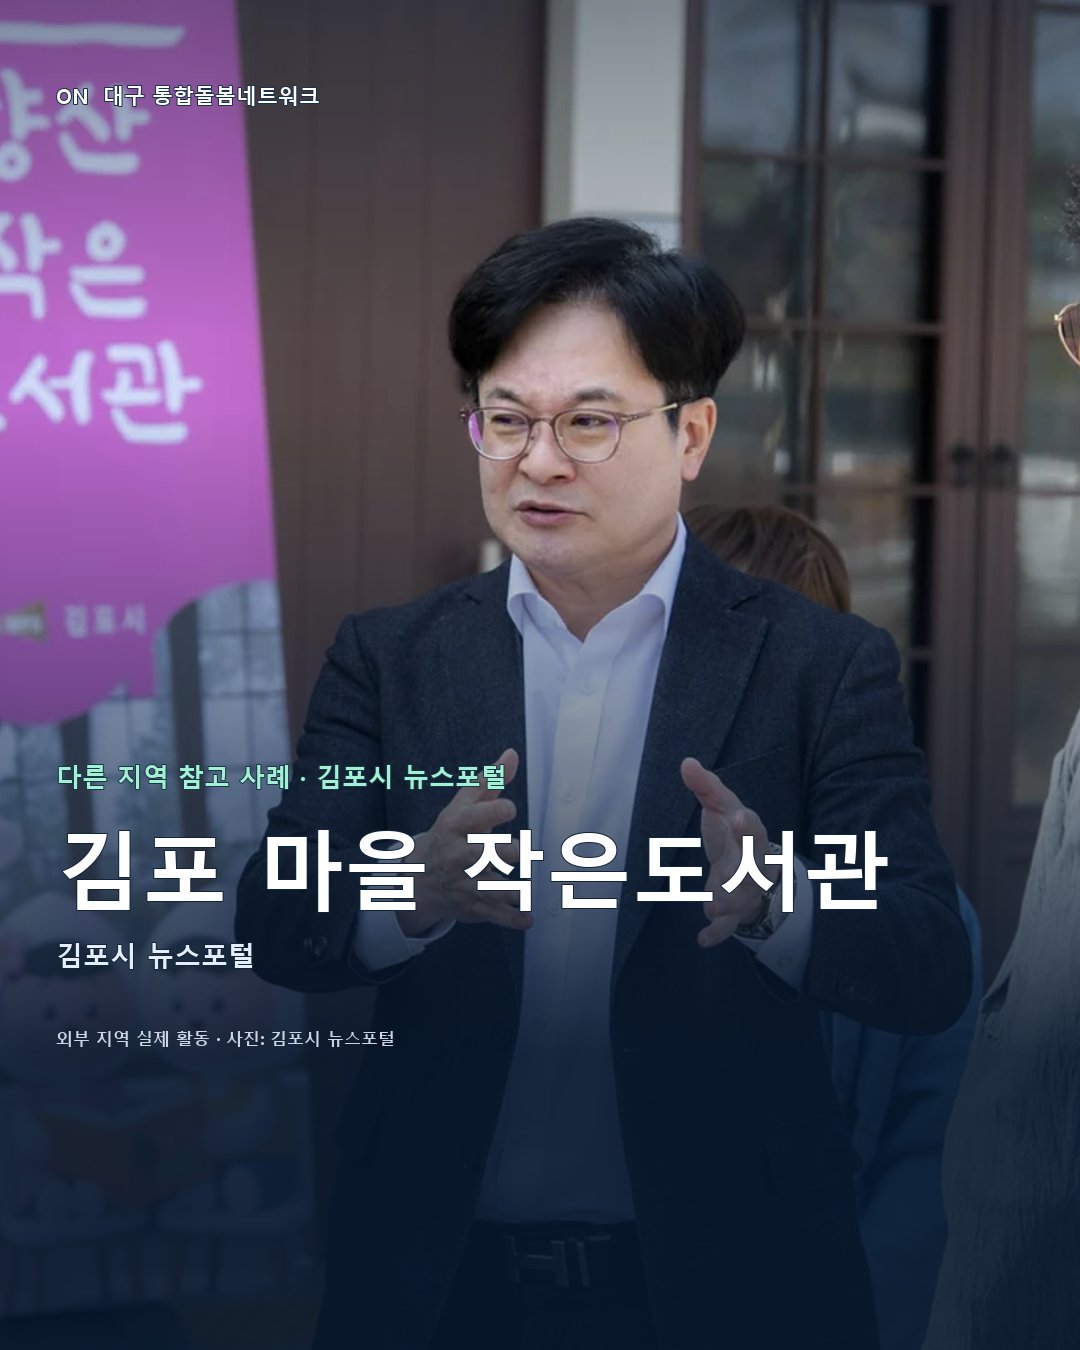 ON 대구 통합돌봄네트워크
향산
작은
서관
김포시
다른 지역 참고 사례 · 김포시 뉴스포털
김포 마을 작은도서관
김포시 뉴스포털
외부 지역 실제 활동 · 사진: 김포시 뉴스포털